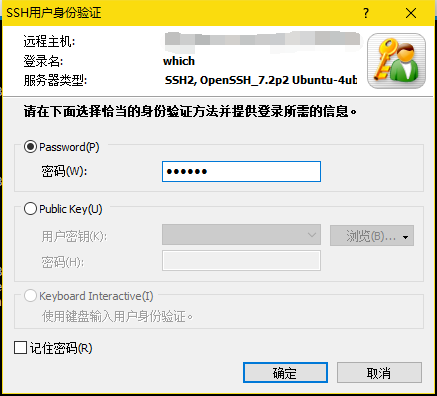 SSH用户身份验证
远程主机:
登录名: which
服务器类型: SSH2, OpenSSH_7.2p2 Ubuntu-4ub
请在下面选择恰当的身份验证方法并提供登录所需的信息。
Password(P)
密码(W): ●●●●●●
Public Key(U)
用户密钥(K): 浏览(B)...
密码(H):
Keyboard Interactive(I)
使用键盘输入用户身份验证。
记住密码(R)
确定 取消